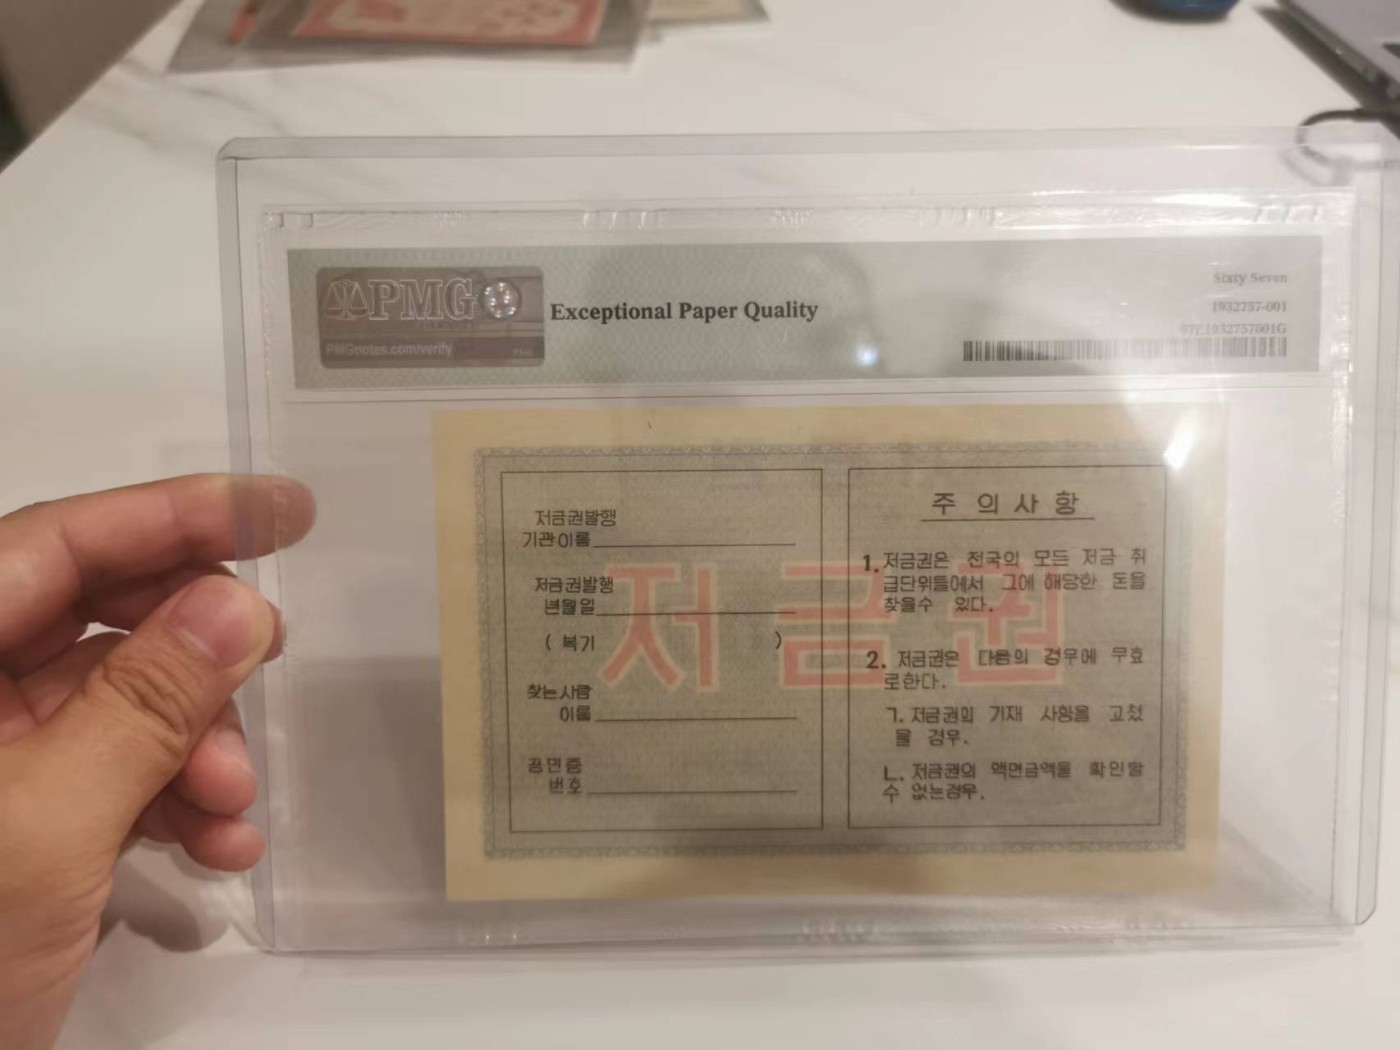 PMG
PMGnotes.com/verify
PMG
Exceptional Paper Quality
Sixty Seven
1932757-001
저금권발행
기관이름
저금권발행
년월일
( 복기 )
찾는사람
이름
공민증
번호
저금권
주의사항
1. 저금권은 전국의 모든 저금 취
급단위들에서 그에 해당한 돈을
찾을수 있다.
2. 저금권은 다음의 경우에 무효
로한다.
ㄱ. 저금권의 기재 사항을 고쳤
을 경우.
ㄴ. 저금권의 액면금액을 확인할
수 없는경우.